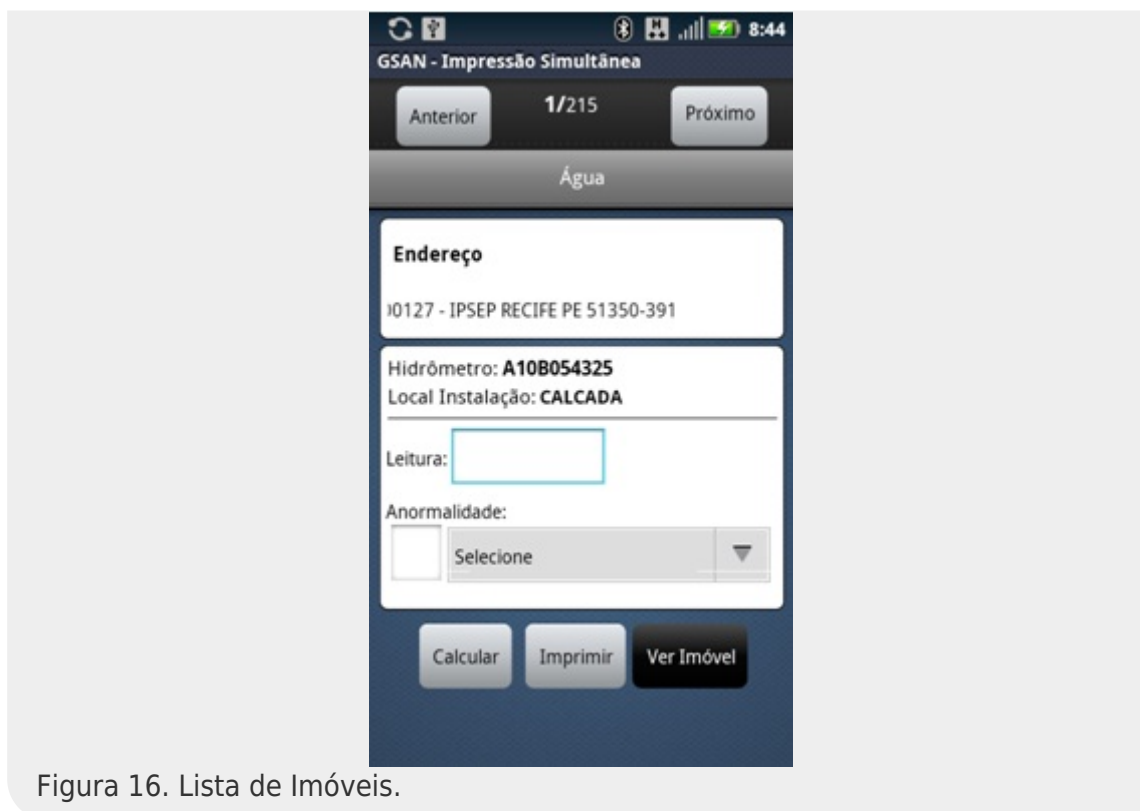 8:44
GSAN - Impressão Simultânea
Anterior 1/215 Próximo
Água
Endereço
00127 - IPSEP RECIFE PE 51350-391
Hidrômetro: A10B054325
Local Instalação: CALCADA
Leitura:
Anormalidade:
Selecione
Calcular Imprimir Ver Imóvel
Figura 16. Lista de Imóveis.